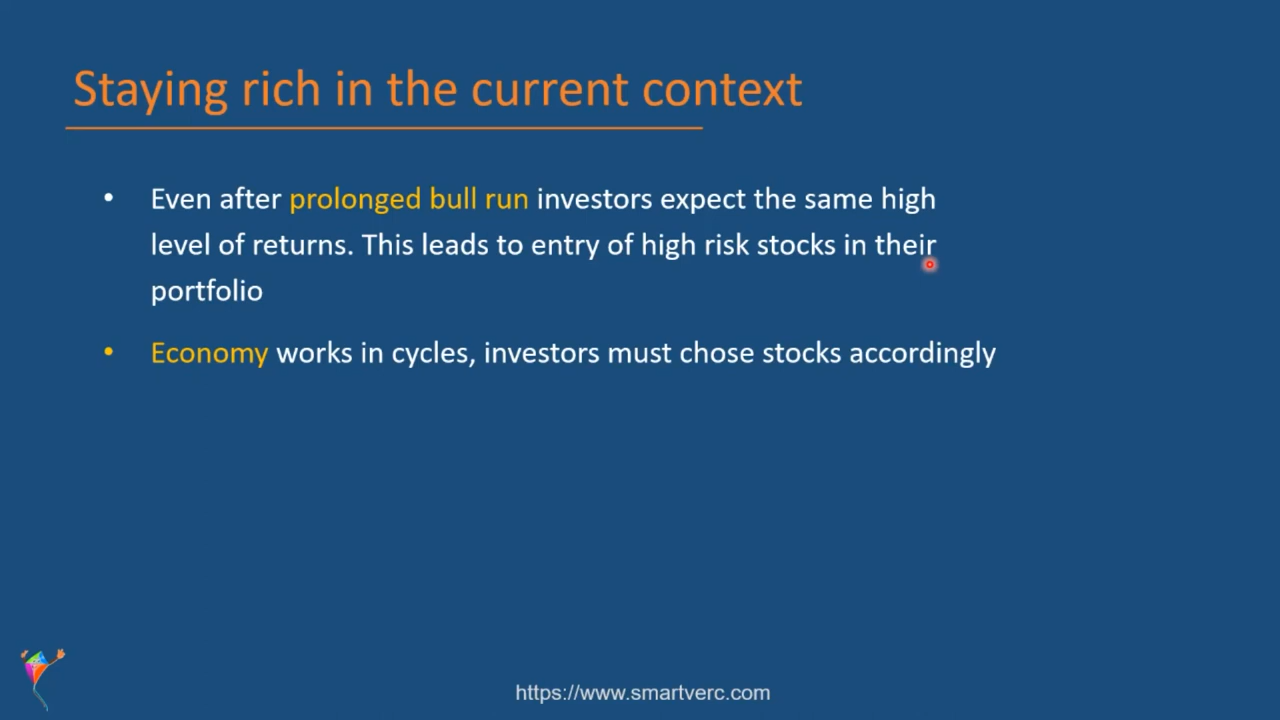 Staying rich in the current context
• Even after prolonged bull run investors expect the same high
level of returns. This leads to entry of high risk stocks in their
portfolio
• Economy works in cycles, investors must chose stocks accordingly
https://www.smartverc.com